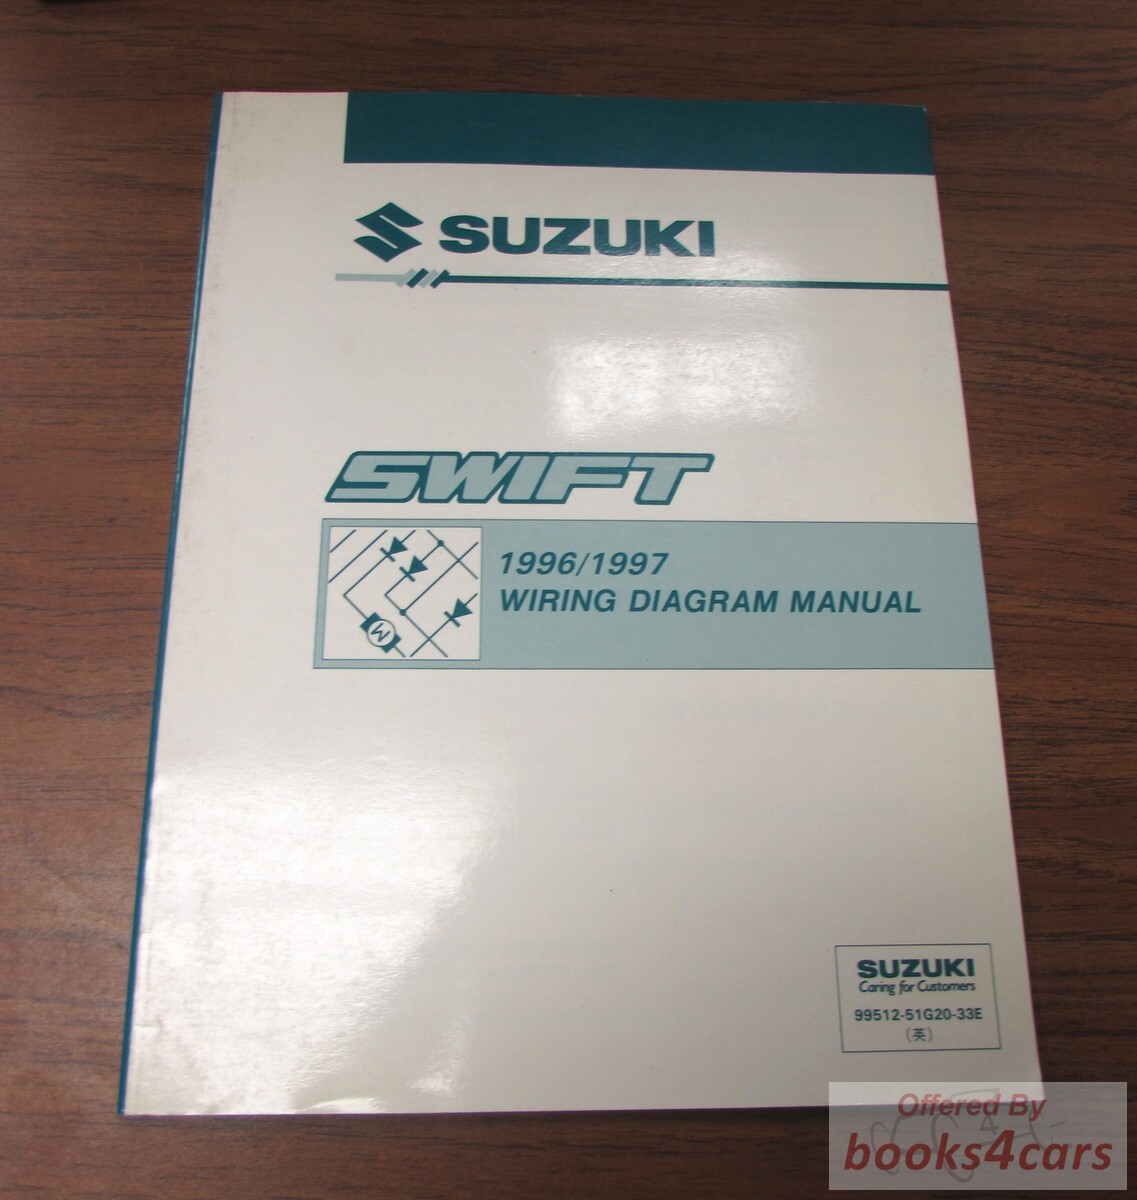 SUZUKI
SWIFT
1996/1997
WIRING DIAGRAM MANUAL
M
SUZUKI
Caring for Customers
99512-51G20-33E
(英)
Offered By
books4cars